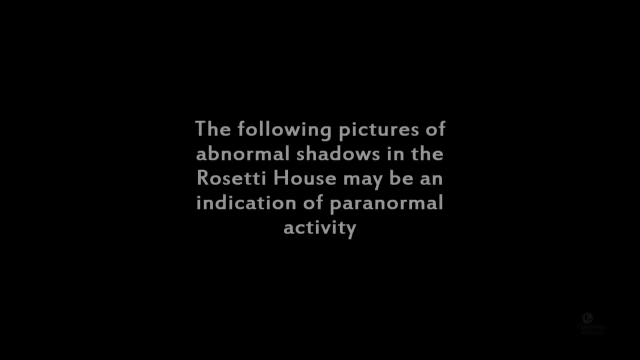 The following pictures of
abnormal shadows in the
Rosetti House may be an
indication of paranormal
activity